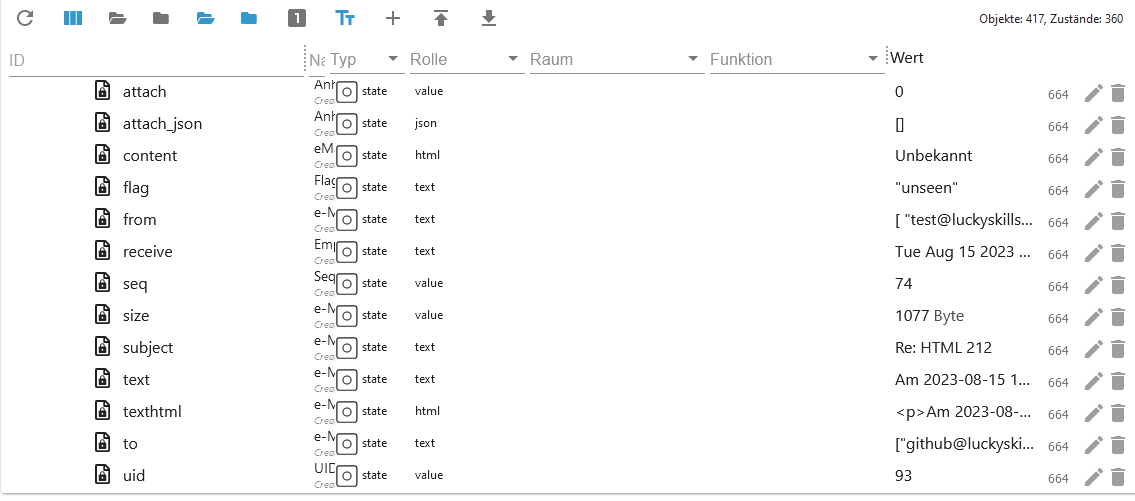 1 TT Objekte: 417, Zustände: 360
ID Na Typ Rolle Raum Funktion Wert
attach Anh Crea state value 0 664
attach_json Anh Crea state json [] 664
content eMa Crea state html Unbekannt 664
flag Flag Crea state text "unseen" 664
from e-M Crea state text [ "test@luckyskills... 664
receive Emp Crea state text Tue Aug 15 2023 ... 664
seq Seq Crea state value 74 664
size e-M Crea state value 1077 Byte 664
subject e-M Crea state text Re: HTML 212 664
text e-M Crea state text Am 2023-08-15 1... 664
texthtml e-M Crea state html <p>Am 2023-08-... 664
to e-M Crea state text ["github@luckyski... 664
uid UID Crea state value 93 664